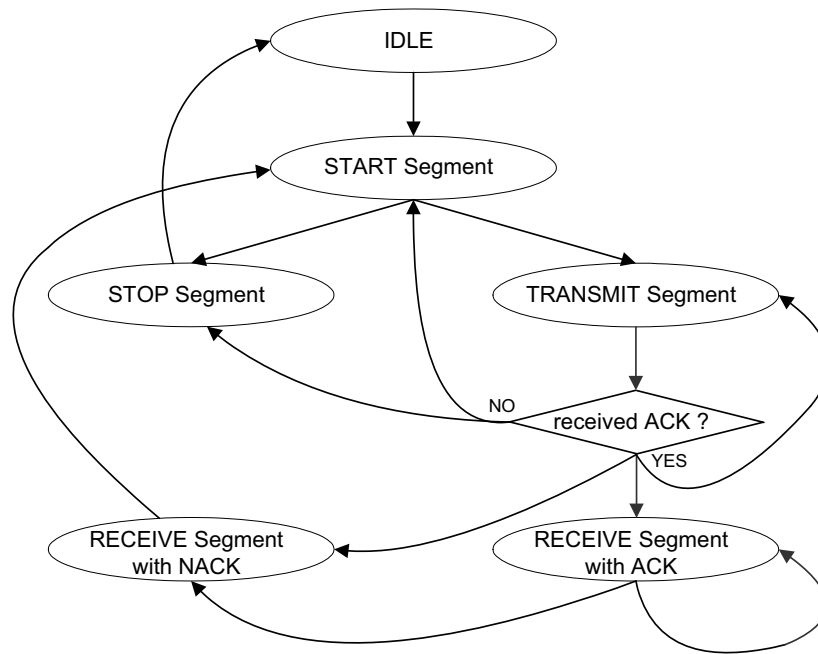 IDLE
START Segment
STOP Segment
TRANSMIT Segment
NO
received ACK ?
YES
RECEIVE Segment
with NACK
RECEIVE Segment
with ACK